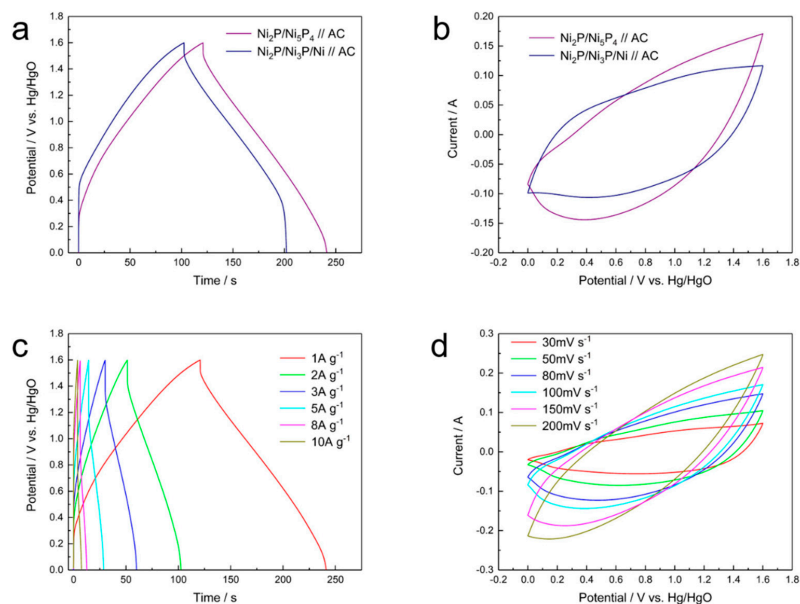 a
Ni₂P/Ni₅P₄ // AC
Ni₂P/Ni₃P/Ni // AC
1.8
1.6
1.4
1.2
1.0
0.8
0.6
0.4
0.2
0.0
Potential / V vs. Hg/HgO
0 50 100 150 200 250
Time / s
b
Ni₂P/Ni₅P₄ // AC
Ni₂P/Ni₃P/Ni // AC
0.20
0.15
0.10
0.05
0.00
-0.05
-0.10
-0.15
-0.20
Current / A
-0.2 0.0 0.2 0.4 0.6 0.8 1.0 1.2 1.4 1.6 1.8
Potential / V vs. Hg/HgO
c
1A g⁻¹
2A g⁻¹
3A g⁻¹
5A g⁻¹
8A g⁻¹
10A g⁻¹
1.8
1.6
1.4
1.2
1.0
0.8
0.6
0.4
0.2
0.0
Potential / V vs. Hg/HgO
0 50 100 150 200 250
Time / s
d
30mV s⁻¹
50mV s⁻¹
80mV s⁻¹
100mV s⁻¹
150mV s⁻¹
200mV s⁻¹
0.3
0.2
0.1
0.0
-0.1
-0.2
-0.3
Current / A
-0.2 0.0 0.2 0.4 0.6 0.8 1.0 1.2 1.4 1.6 1.8
Potential / V vs. Hg/HgO